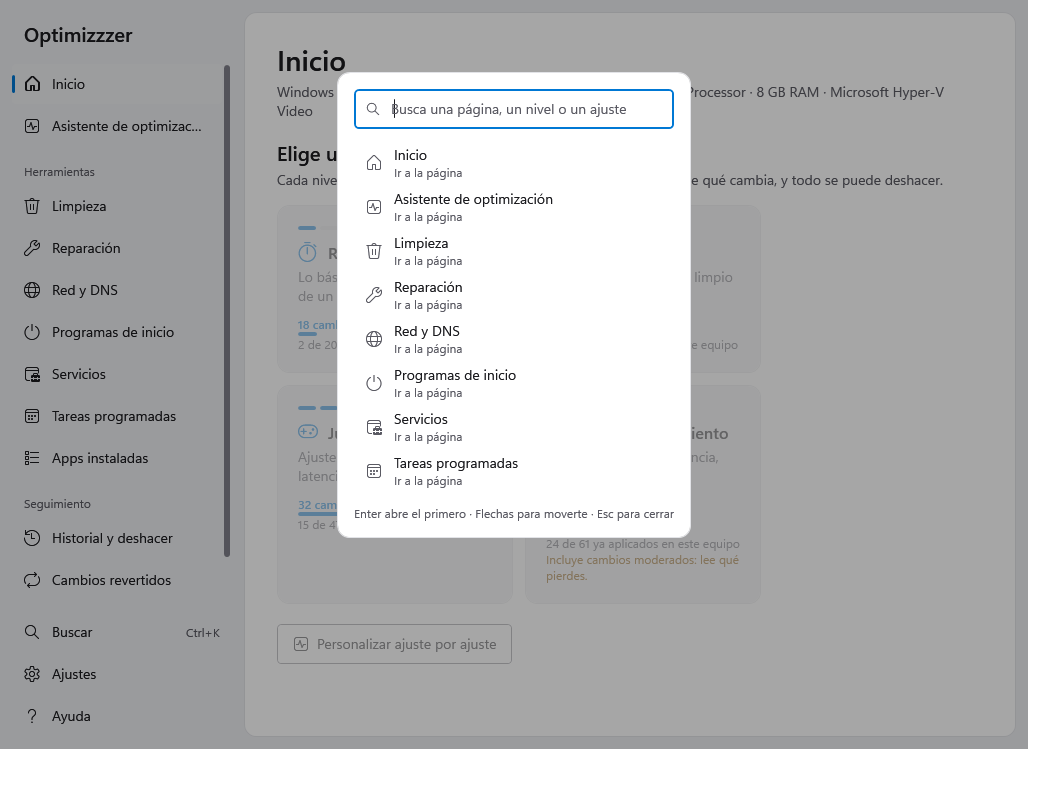 Optimizzzer
Inicio
Asistente de optimizac...
Herramientas
Limpieza
Reparación
Red y DNS
Programas de inicio
Servicios
Tareas programadas
Apps instaladas
Seguimiento
Historial y deshacer
Cambios revertidos
Buscar Ctrl+K
Ajustes
? Ayuda
Inicio
Windows Processor · 8 GB RAM · Microsoft Hyper-V
Video
Elige u
Cada nive e qué cambia, y todo se puede deshacer.
R
Lo bás limpio
de un
18 caml
2 de 20 e equipo
Ju iento
Ajuste ncia,
latenci
32 cam
15 de 4
24 de 61 ya aplicados en este equipo
Incluye cambios moderados: lee qué
pierdes.
Personalizar ajuste por ajuste
Busca una página, un nivel o un ajuste
Inicio
Ir a la página
Asistente de optimización
Ir a la página
Limpieza
Ir a la página
Reparación
Ir a la página
Red y DNS
Ir a la página
Programas de inicio
Ir a la página
Servicios
Ir a la página
Tareas programadas
Ir a la página
Enter abre el primero · Flechas para moverte · Esc para cerrar